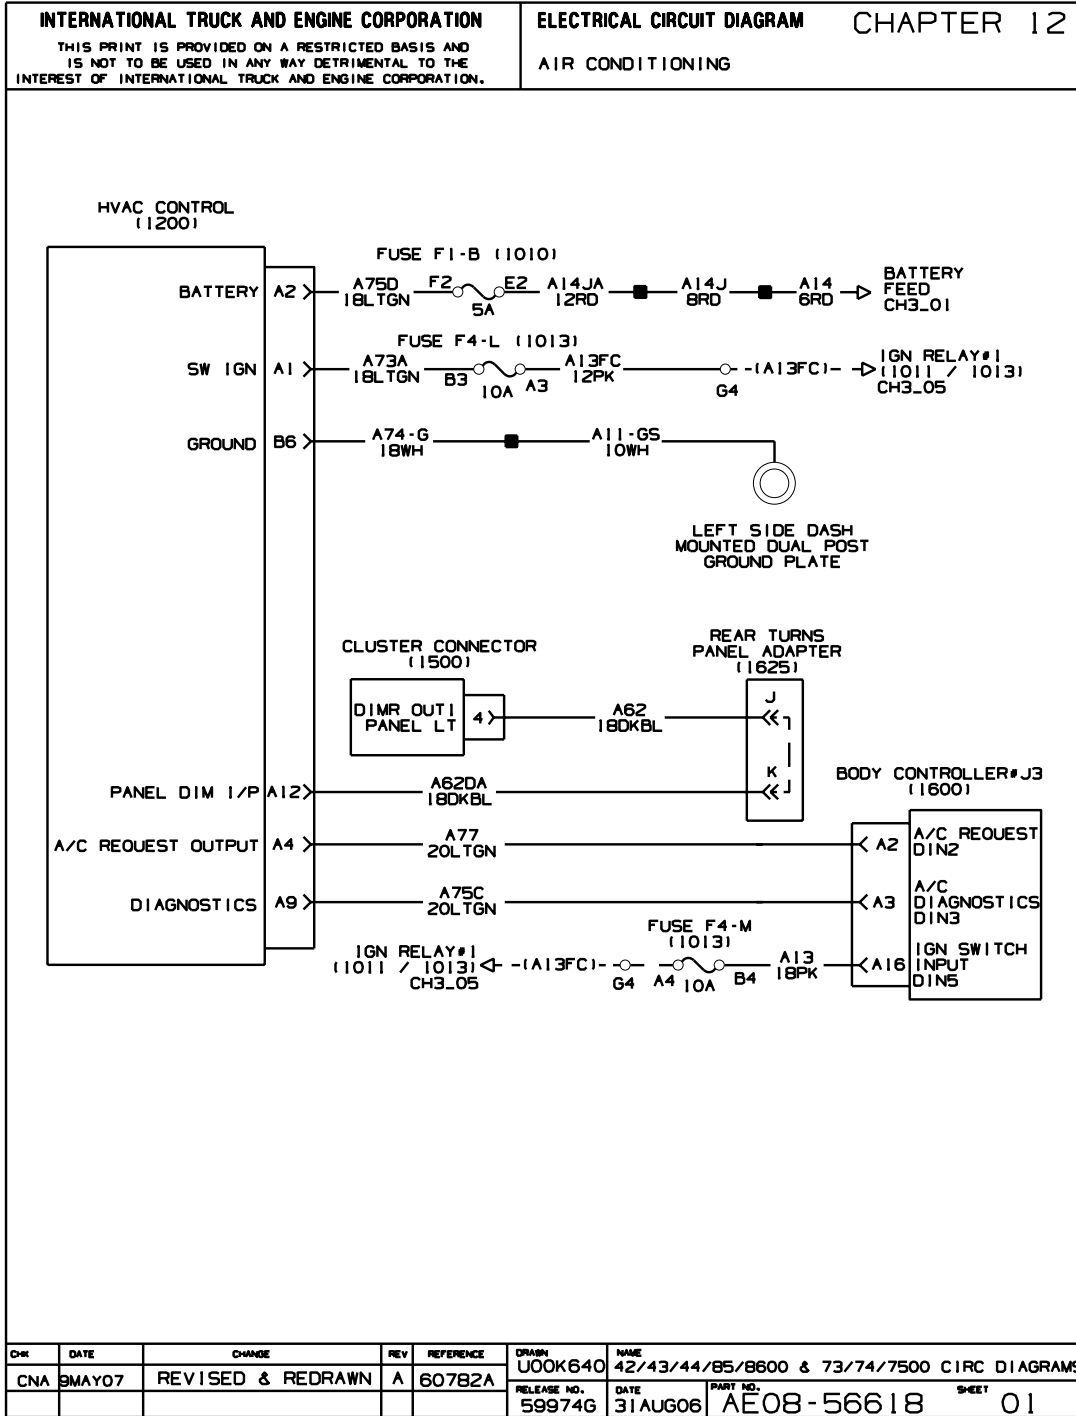 INTERNATIONAL TRUCK AND ENGINE CORPORATION
THIS PRINT IS PROVIDED ON A RESTRICTED BASIS AND
IS NOT TO BE USED IN ANY WAY DETRIMENTAL TO THE
INTEREST OF INTERNATIONAL TRUCK AND ENGINE CORPORATION.
ELECTRICAL CIRCUIT DIAGRAM
CHAPTER 12
AIR CONDITIONING
HVAC CONTROL
(1200)
FUSE F1-B (1010)
BATTERY A2
A75D
18LTGN
F2
E2
5A
A14JA
12RD
A14J
8RD
A14
6RD
BATTERY
FEED
CH3_01
FUSE F4-L (1013)
SW IGN A1
A73A
18LTGN
B3
10A
A3
A13FC
12PK
G4
-(A13FC)-
IGN RELAY#1
(1011 / 1013)
CH3_05
GROUND B6
A74-G
18WH
A11-GS
10WH
LEFT SIDE DASH
MOUNTED DUAL POST
GROUND PLATE
CLUSTER CONNECTOR
(1500)
DIMR OUT1
PANEL LT
4
A62
18DKBL
REAR TURNS
PANEL ADAPTER
(1625)
J
K
PANEL DIM I/P A12
A62DA
18DKBL
BODY CONTROLLER#J3
(1600)
A/C REQUEST OUTPUT A4
A77
20LTGN
A2
A/C REQUEST
DIN2
DIAGNOSTICS A9
A75C
20LTGN
A3
A/C
DIAGNOSTICS
DIN3
FUSE F4-M
(1013)
IGN RELAY#1
(1011 / 1013)
CH3_05
-(A13FC)-
G4
A4
10A
B4
A13
18PK
A16
IGN SWITCH
INPUT
DIN5
CHK DATE CHANGE REV REFERENCE
CNA 9MAY07 REVISED & REDRAWN A 60782A
DRAWN
U00K640
NAME
42/43/44/85/8600 & 73/74/7500 CIRC DIAGRAMS
RELEASE NO.
59974G
DATE
31AUG06
PART NO.
AE08-56618
SHEET
01